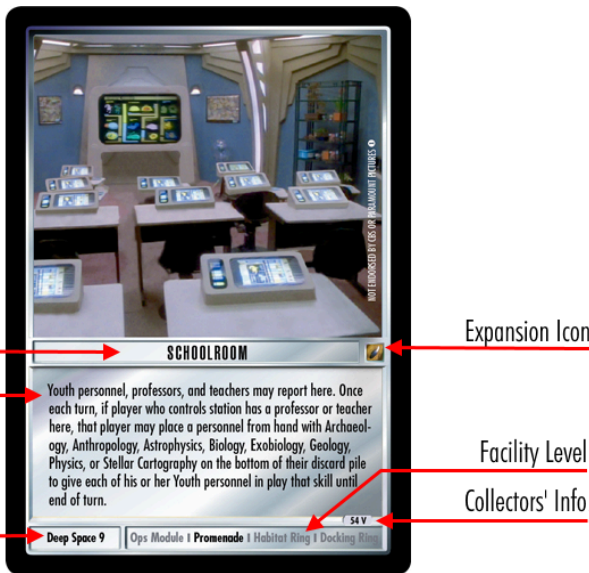 NOT ENDORSED BY CBS OR PARAMOUNT PICTURES
SCHOOLROOM
Expansion Icon
Youth personnel, professors, and teachers may report here. Once
each turn, if player who controls station has a professor or teacher
here, that player may place a personnel from hand with Archaeol-
ogy, Anthropology, Astrophysics, Biology, Exobiology, Geology,
Physics, or Stellar Cartography on the bottom of their discard pile
to give each of his or her Youth personnel in play that skill until
end of turn.
Facility Level
Collectors' Info
54 V
Deep Space 9
Ops Module I Promenade I Habitat Ring I Docking Ring